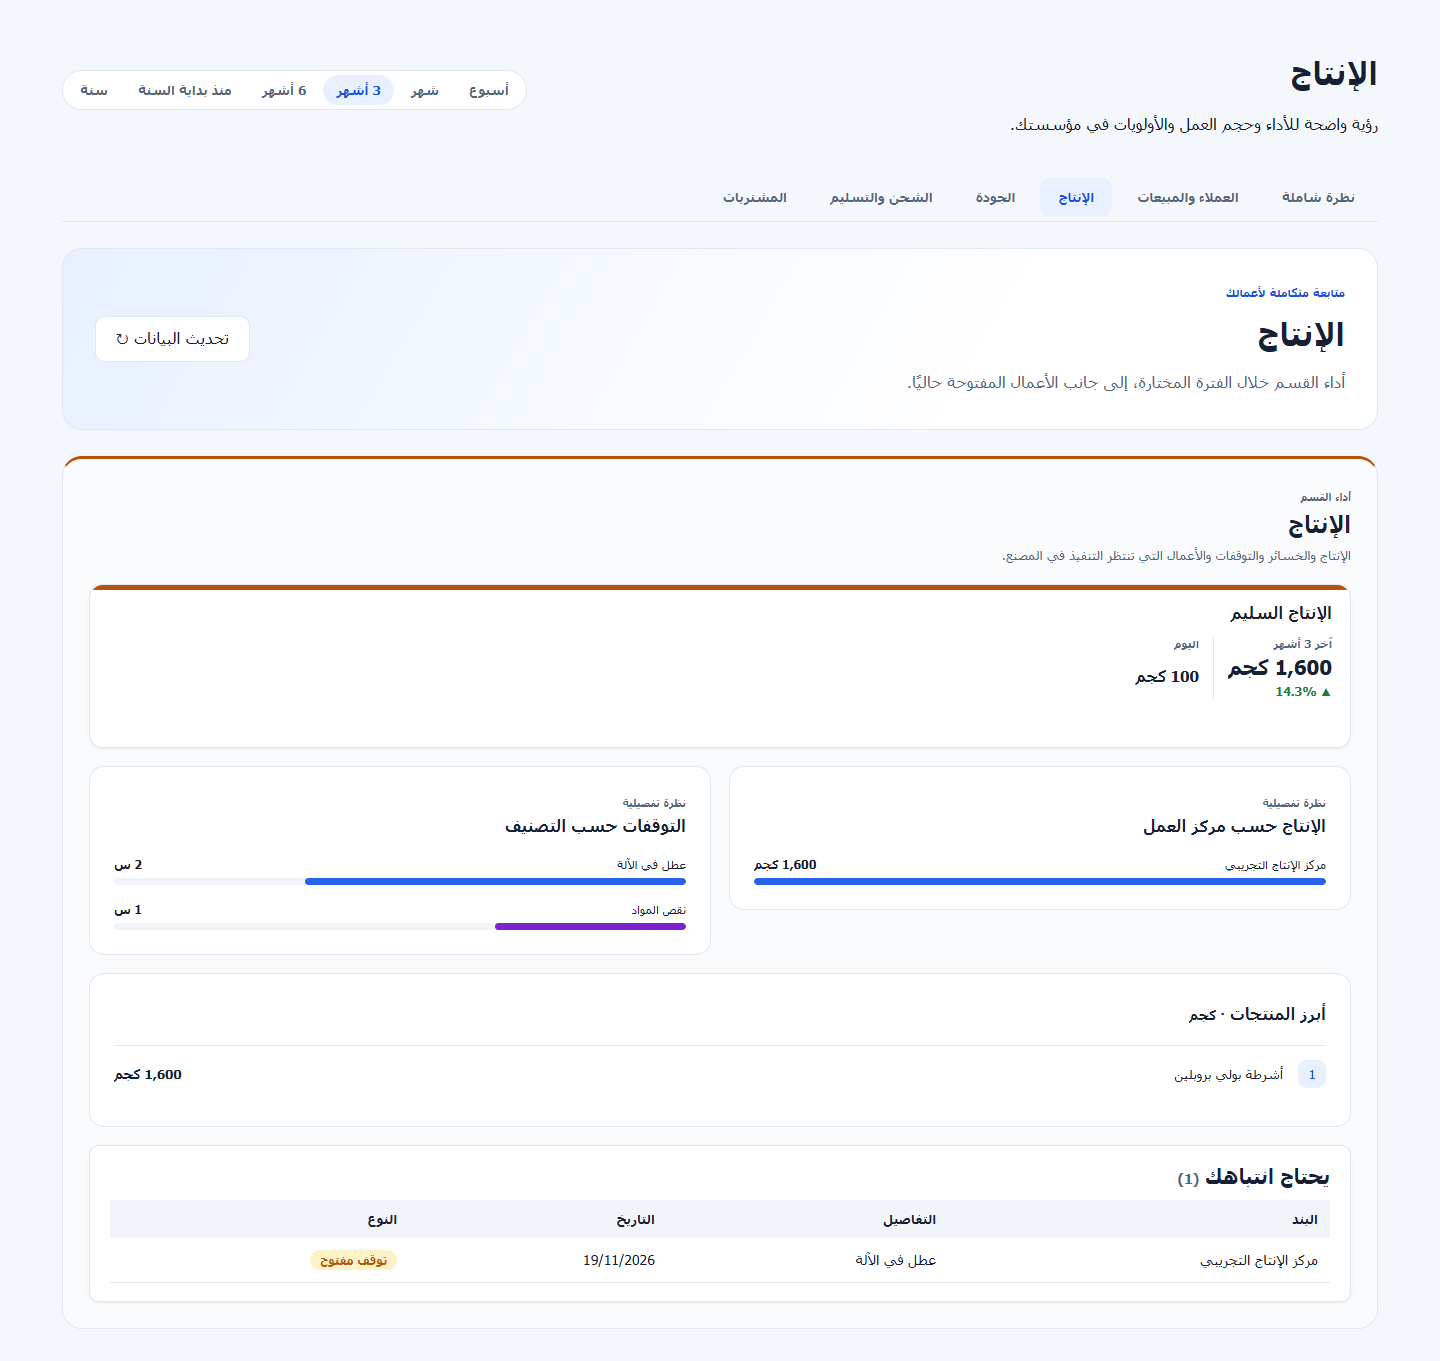 الإنتاج
رؤية واضحة للأداء وحجم العمل والأولويات في مؤسستك.
أسبوع
شهر
3 أشهر
6 أشهر
منذ بداية السنة
سنة
نظرة شاملة
العملاء والمبيعات
الإنتاج
الجودة
الشحن والتسليم
المشتريات
متابعة متكاملة لأعمالك
الإنتاج
أداء القسم خلال الفترة المختارة، إلى جانب الأعمال المفتوحة حاليًا.
تحديث البيانات ↻
أداء القسم
الإنتاج
الإنتاج والخسائر والتوقفات والأعمال التي تنتظر التنفيذ في المصنع.
الإنتاج السليم
آخر 3 أشهر
1,600 كجم
▲ 14.3%
اليوم
100 كجم
نظرة تفصيلية
الإنتاج حسب مركز العمل
مركز الإنتاج التجريبي
1,600 كجم
نظرة تفصيلية
التوقفات حسب التصنيف
عطل في الآلة
2 س
نقص المواد
1 س
أبرز المنتجات · كجم
1
أشرطة بولي بروبلين
1,600 كجم
يحتاج انتباهك (1)
البند
التفاصيل
التاريخ
النوع
مركز الإنتاج التجريبي
عطل في الآلة
19/11/2026
توقف مفتوح